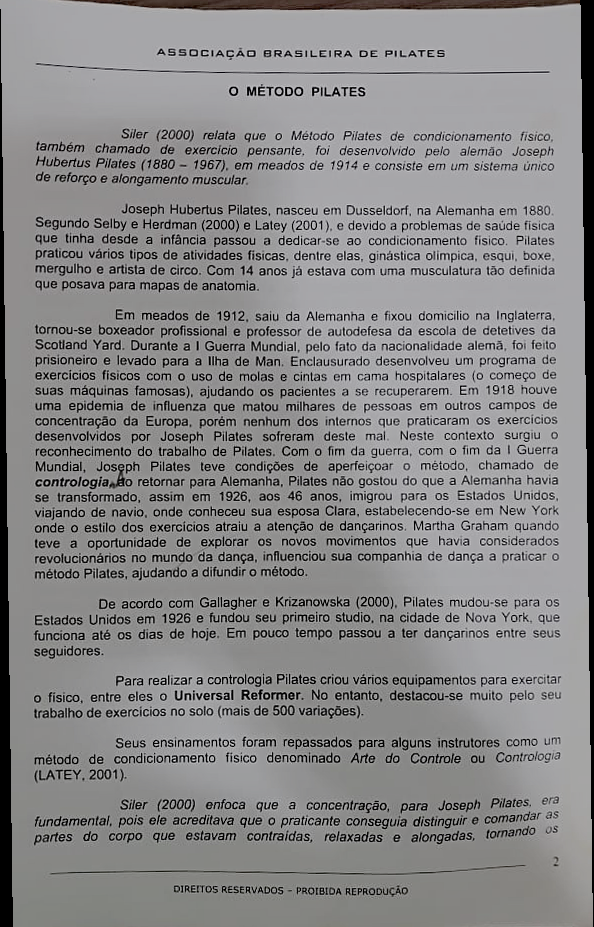 ASSOCIAÇÃO BRASILEIRA DE PILATES
O MÉTODO PILATES
Siler (2000) relata que o Método Pilates de condicionamento físico,
também chamado de exercício pensante, foi desenvolvido pelo alemão Joseph
Hubertus Pilates (1880 – 1967), em meados de 1914 e consiste em um sistema único
de reforço e alongamento muscular.
Joseph Hubertus Pilates, nasceu em Dusseldorf, na Alemanha em 1880.
Segundo Selby e Herdman (2000) e Latey (2001), e devido a problemas de saúde física
que tinha desde a infância passou a dedicar-se ao condicionamento físico. Pilates
praticou vários tipos de atividades físicas, dentre elas, ginástica olímpica, esqui, boxe,
mergulho e artista de circo. Com 14 anos já estava com uma musculatura tão definida
que posava para mapas de anatomia.
Em meados de 1912, saiu da Alemanha e fixou domicilio na Inglaterra,
tornou-se boxeador profissional e professor de autodefesa da escola de detetives da
Scotland Yard. Durante a I Guerra Mundial, pelo fato da nacionalidade alemã, foi feito
prisioneiro e levado para a Ilha de Man. Enclausurado desenvolveu um programa de
exercícios físicos com o uso de molas e cintas em cama hospitalares (o começo de
suas máquinas famosas), ajudando os pacientes a se recuperarem. Em 1918 houve
uma epidemia de influenza que matou milhares de pessoas em outros campos de
concentração da Europa, porém nenhum dos internos que praticaram os exercícios
desenvolvidos por Joseph Pilates sofreram deste mal. Neste contexto surgiu o
reconhecimento do trabalho de Pilates. Com o fim da guerra, com o fim da I Guerra
Mundial, Joseph Pilates teve condições de aperfeiçoar o método, chamado de
contrologia. Ao retornar para Alemanha, Pilates não gostou do que a Alemanha havia
se transformado, assim em 1926, aos 46 anos, imigrou para os Estados Unidos,
viajando de navio, onde conheceu sua esposa Clara, estabelecendo-se em New York
onde o estilo dos exercícios atraiu a atenção de dançarinos. Martha Graham quando
teve a oportunidade de explorar os novos movimentos que havia considerados
revolucionários no mundo da dança, influenciou sua companhia de dança a praticar o
método Pilates, ajudando a difundir o método.
De acordo com Gallagher e Krizanowska (2000), Pilates mudou-se para os
Estados Unidos em 1926 e fundou seu primeiro studio, na cidade de Nova York, que
funciona até os dias de hoje. Em pouco tempo passou a ter dançarinos entre seus
seguidores.
Para realizar a contrologia Pilates criou vários equipamentos para exercitar
o físico, entre eles o Universal Reformer. No entanto, destacou-se muito pelo seu
trabalho de exercícios no solo (mais de 500 variações).
Seus ensinamentos foram repassados para alguns instrutores como um
método de condicionamento físico denominado Arte do Controle ou Contrologia
(LATEY, 2001).
Siler (2000) enfoca que a concentração, para Joseph Pilates, era
fundamental, pois ele acreditava que o praticante conseguia distinguir e comandar as
partes do corpo que estavam contraídas, relaxadas e alongadas, tornando os
2
DIREITOS RESERVADOS - PROIBIDA REPRODUÇÃO